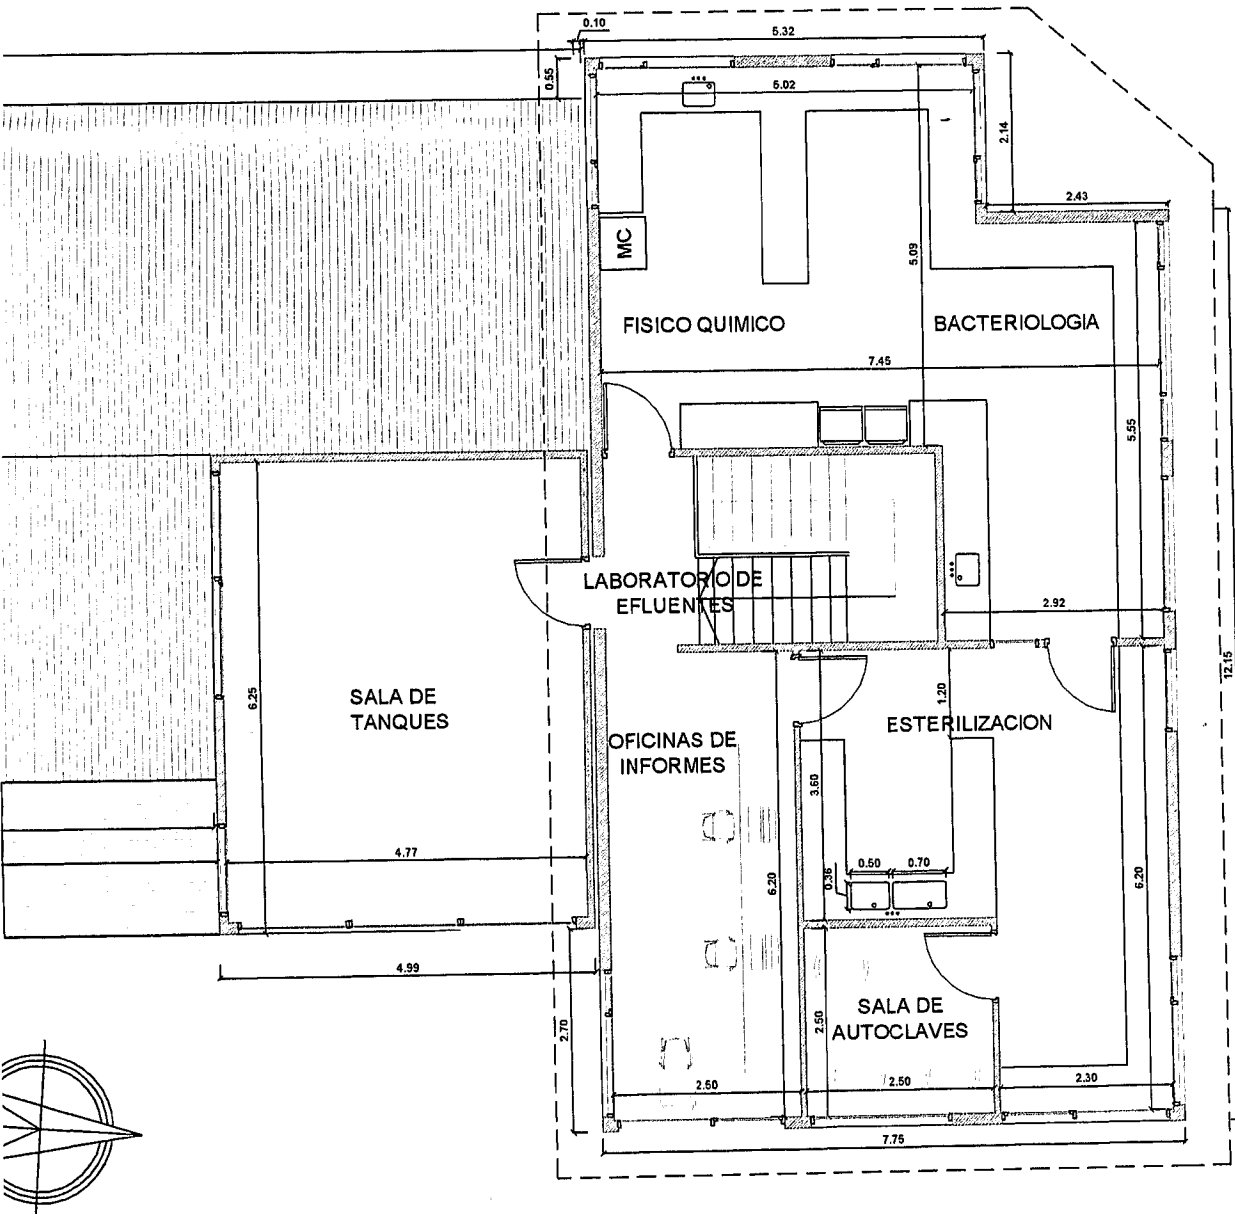 0.10
5.32
0.55
5.02
2.14
2.43
MC
5.09
FISICO QUIMICO
BACTERIOLOGIA
7.45
5.55
LABORATORIO DE
EFLUENTES
2.92
12.15
6.25
SALA DE
TANQUES
1.20
ESTERILIZACION
OFICINAS DE
INFORMES
3.60
4.77
0.50
0.70
0.36
6.20
6.20
4.99
2.70
2.50
SALA DE
AUTOCLAVES
2.50
2.50
2.30
7.75